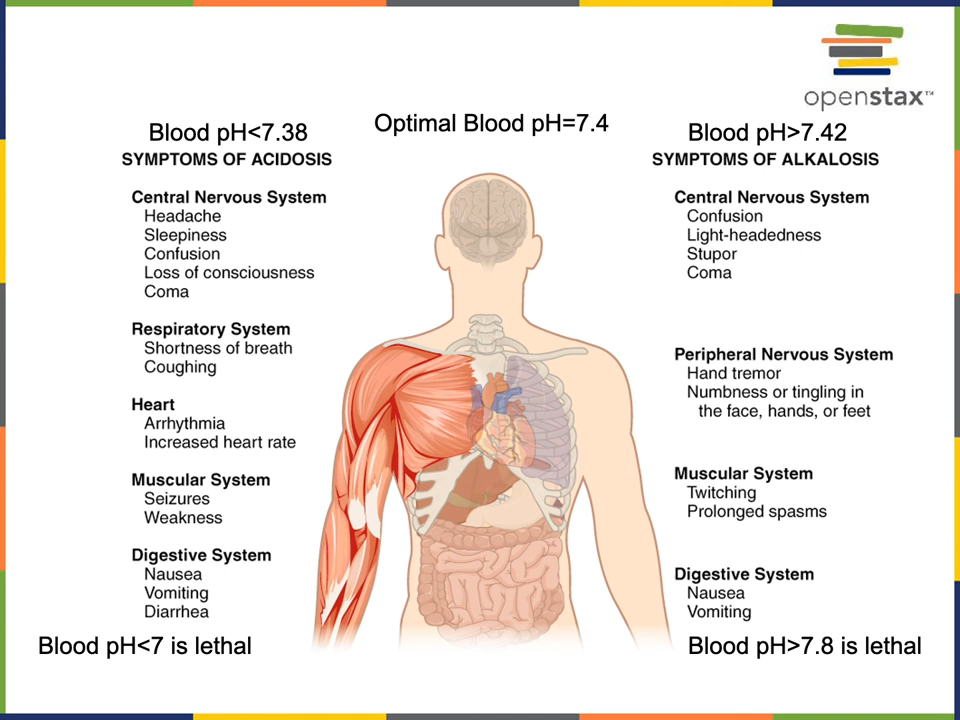 openstax™
Optimal Blood pH=7.4
Blood pH<7.38
SYMPTOMS OF ACIDOSIS
Central Nervous System
Headache
Sleepiness
Confusion
Loss of consciousness
Coma
Respiratory System
Shortness of breath
Coughing
Heart
Arrhythmia
Increased heart rate
Muscular System
Seizures
Weakness
Digestive System
Nausea
Vomiting
Diarrhea
Blood pH<7 is lethal
Blood pH>7.42
SYMPTOMS OF ALKALOSIS
Central Nervous System
Confusion
Light-headedness
Stupor
Coma
Peripheral Nervous System
Hand tremor
Numbness or tingling in
the face, hands, or feet
Muscular System
Twitching
Prolonged spasms
Digestive System
Nausea
Vomiting
Blood pH>7.8 is lethal